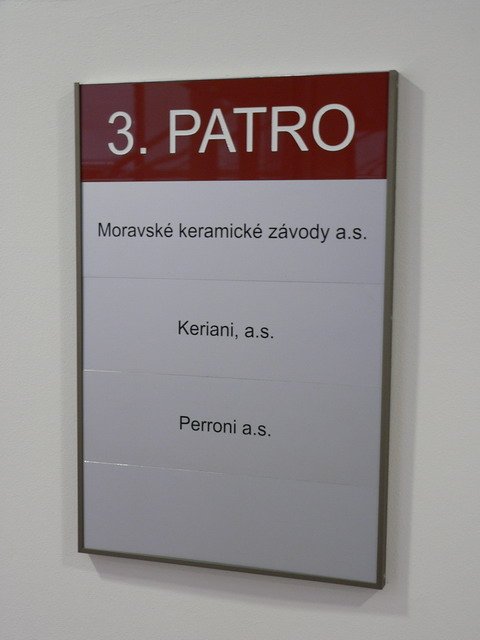 3. PATRO
Moravské keramické závody a.s.
Keriani, a.s.
Perroni a.s.